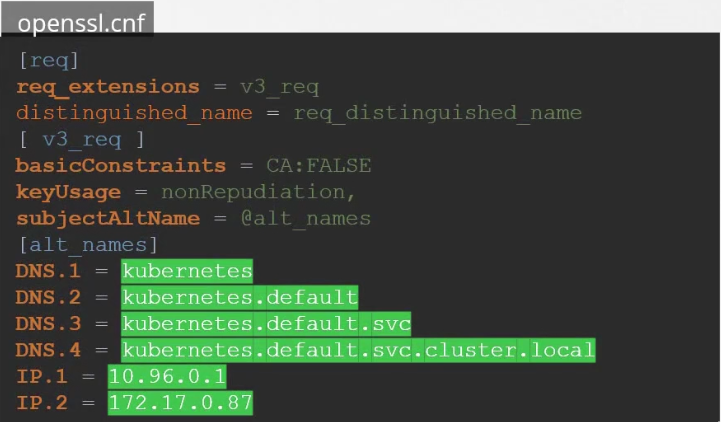 openssl.cnf
[req]
req_extensions = v3_req
distinguished_name = req_distinguished_name
[ v3_req ]
basicConstraints = CA:FALSE
keyUsage = nonRepudiation,
subjectAltName = @alt_names
[alt_names]
DNS.1 = kubernetes
DNS.2 = kubernetes.default
DNS.3 = kubernetes.default.svc
DNS.4 = kubernetes.default.svc.cluster.local
IP.1 = 10.96.0.1
IP.2 = 172.17.0.87